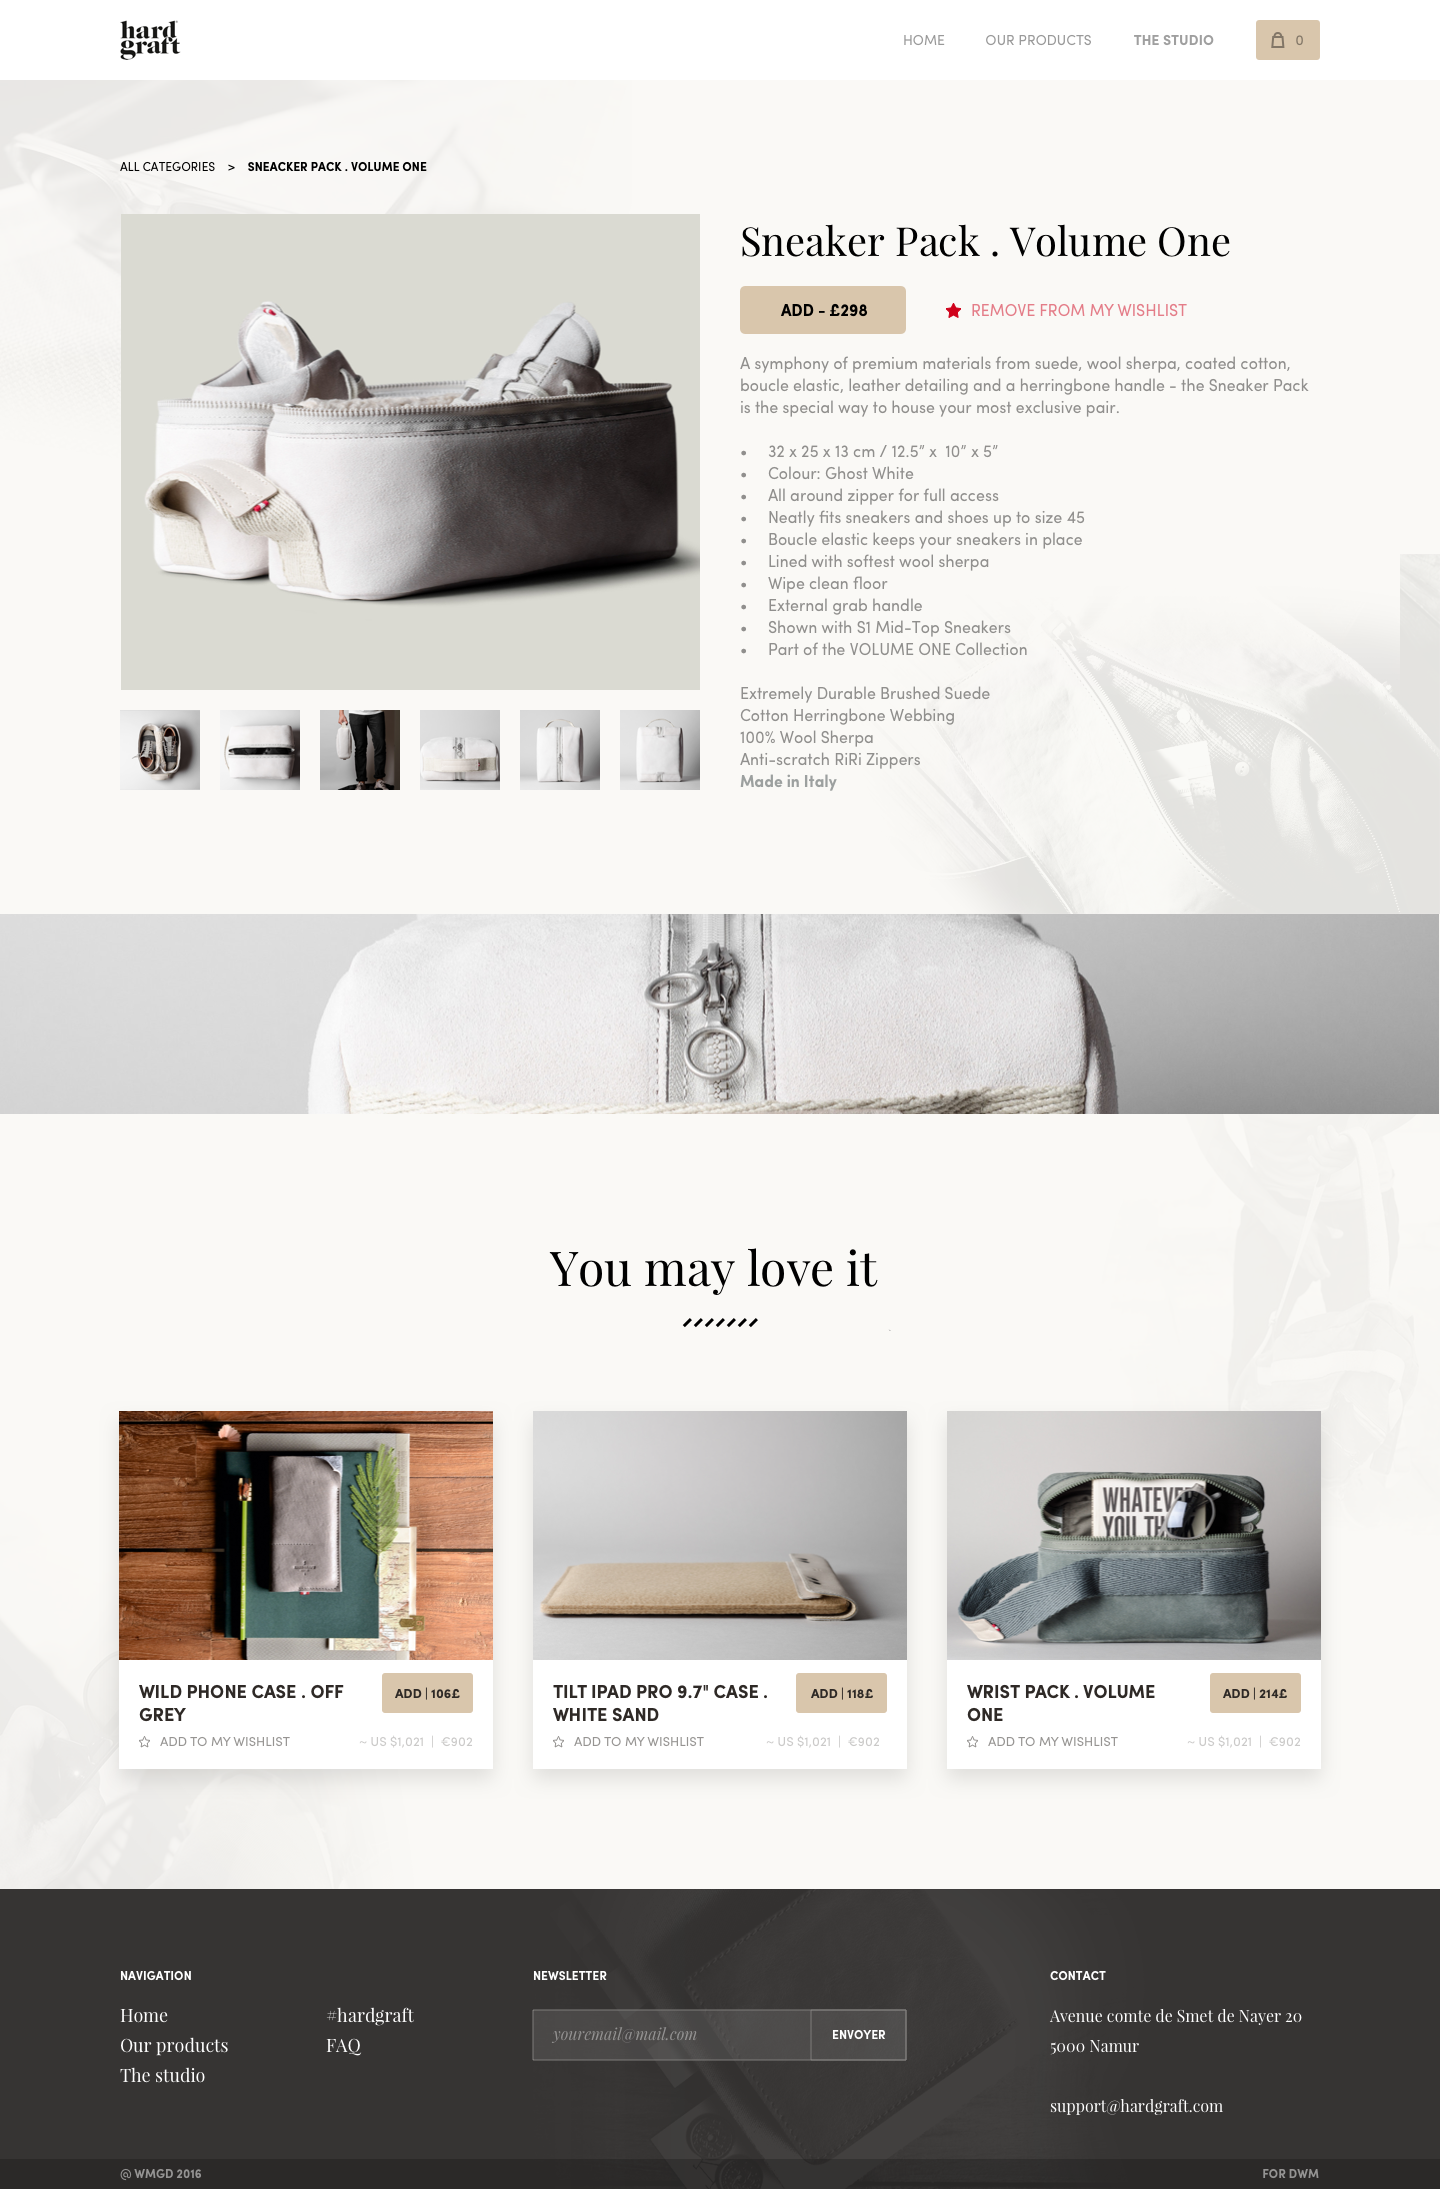 hard
graft
HOME OUR PRODUCTS THE STUDIO 0
ALL CATEGORIES > SNEACKER PACK . VOLUME ONE
Sneaker Pack . Volume One
ADD - £298
REMOVE FROM MY WISHLIST
A symphony of premium materials from suede, wool sherpa, coated cotton,
boucle elastic, leather detailing and a herringbone handle - the Sneaker Pack
is the special way to house your most exclusive pair.
• 32 x 25 x 13 cm / 12.5” x 10” x 5”
• Colour: Ghost White
• All around zipper for full access
• Neatly fits sneakers and shoes up to size 45
• Boucle elastic keeps your sneakers in place
• Lined with softest wool sherpa
• Wipe clean floor
• External grab handle
• Shown with S1 Mid-Top Sneakers
• Part of the VOLUME ONE Collection
Extremely Durable Brushed Suede
Cotton Herringbone Webbing
100% Wool Sherpa
Anti-scratch RiRi Zippers
Made in Italy
You may love it
WHATEVER
YOU TH
WILD PHONE CASE . OFF
GREY
ADD | 106£
ADD TO MY WISHLIST
~ US $1,021 | €902
TILT IPAD PRO 9.7" CASE .
WHITE SAND
ADD | 118£
ADD TO MY WISHLIST
~ US $1,021 | €902
WRIST PACK . VOLUME
ONE
ADD | 214£
ADD TO MY WISHLIST
~ US $1,021 | €902
NAVIGATION
Home
Our products
The studio
#hardgraft
FAQ
NEWSLETTER
youremail@mail.com
ENVOYER
CONTACT
Avenue comte de Smet de Nayer 20
5000 Namur
support@hardgraft.com
@ WMGD 2016
FOR DWM